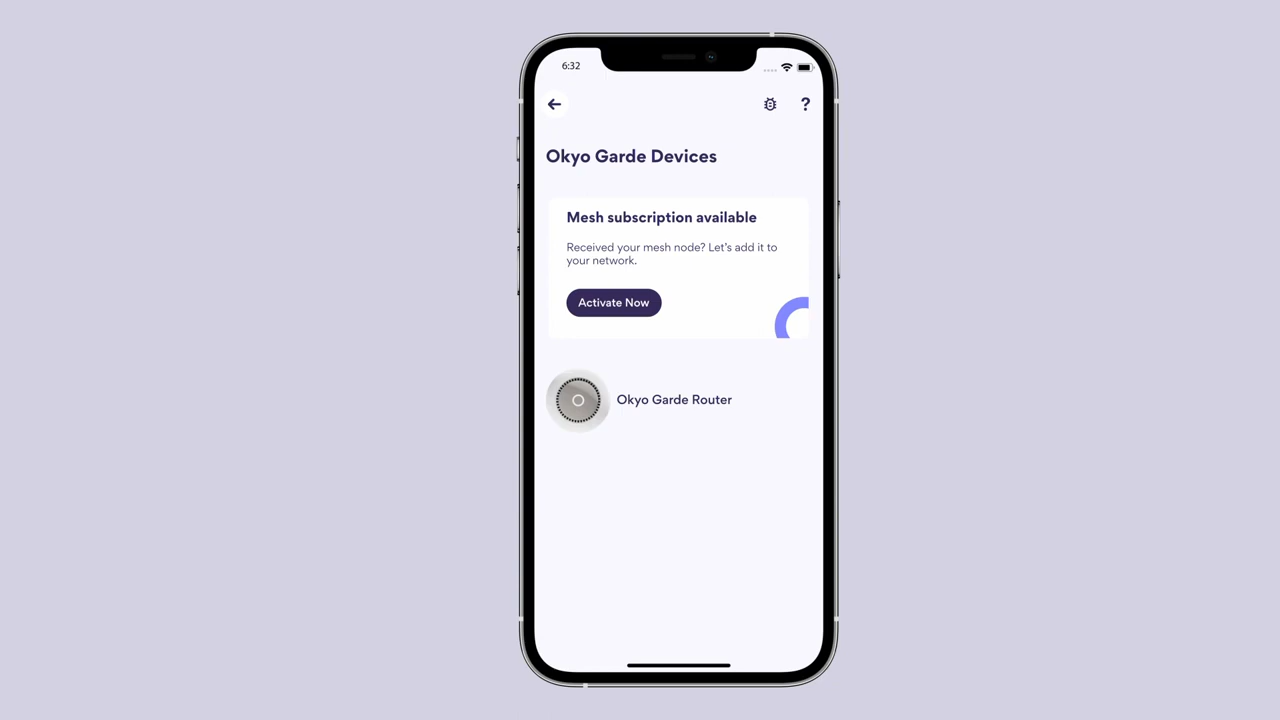 6:32
?
Okyo Garde Devices
Mesh subscription available
Received your mesh node? Let's add it to
your network.
Activate Now
Okyo Garde Router